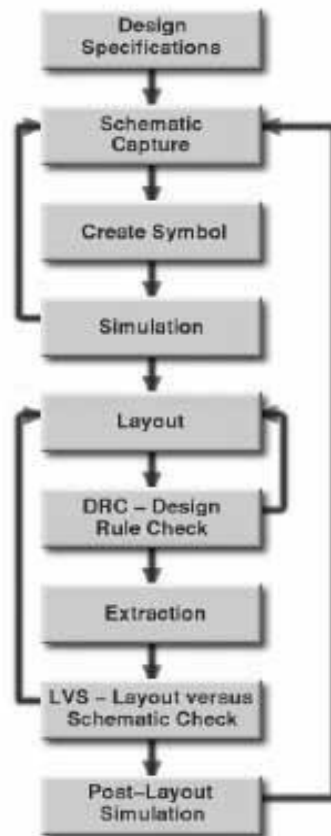 Design
Specifications
Schematic
Capture
Create Symbol
Simulation
Layout
DRC – Design
Rule Check
Extraction
LVS – Layout versus
Schematic Check
Post–Layout
Simulation